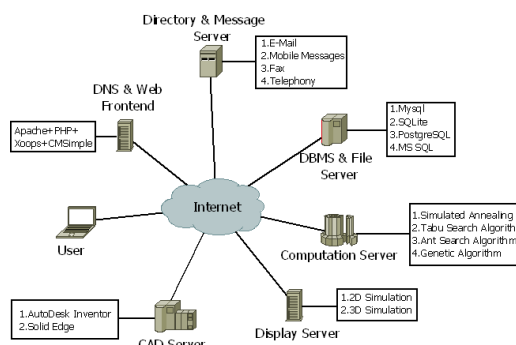 Directory & Message
Server
1.E-Mail
2.Mobile Messages
3.Fax
4.Telephony
DNS & Web
Frontend
Apache+PHP+
Xoops+CMSimple
1.Mysql
2.SQLite
3.PostgreSQL
4.MS SQL
DBMS & File
Server
Internet
User
1.Simulated Annealing
2.Tabu Search Algorith
3.Ant Search Algorithm
4.Genetic Algorithm
Computation Server
1.AutoDesk Inventor
2.Solid Edge
CAD Server
1.2D Simulation
2.3D Simulation
Display Server